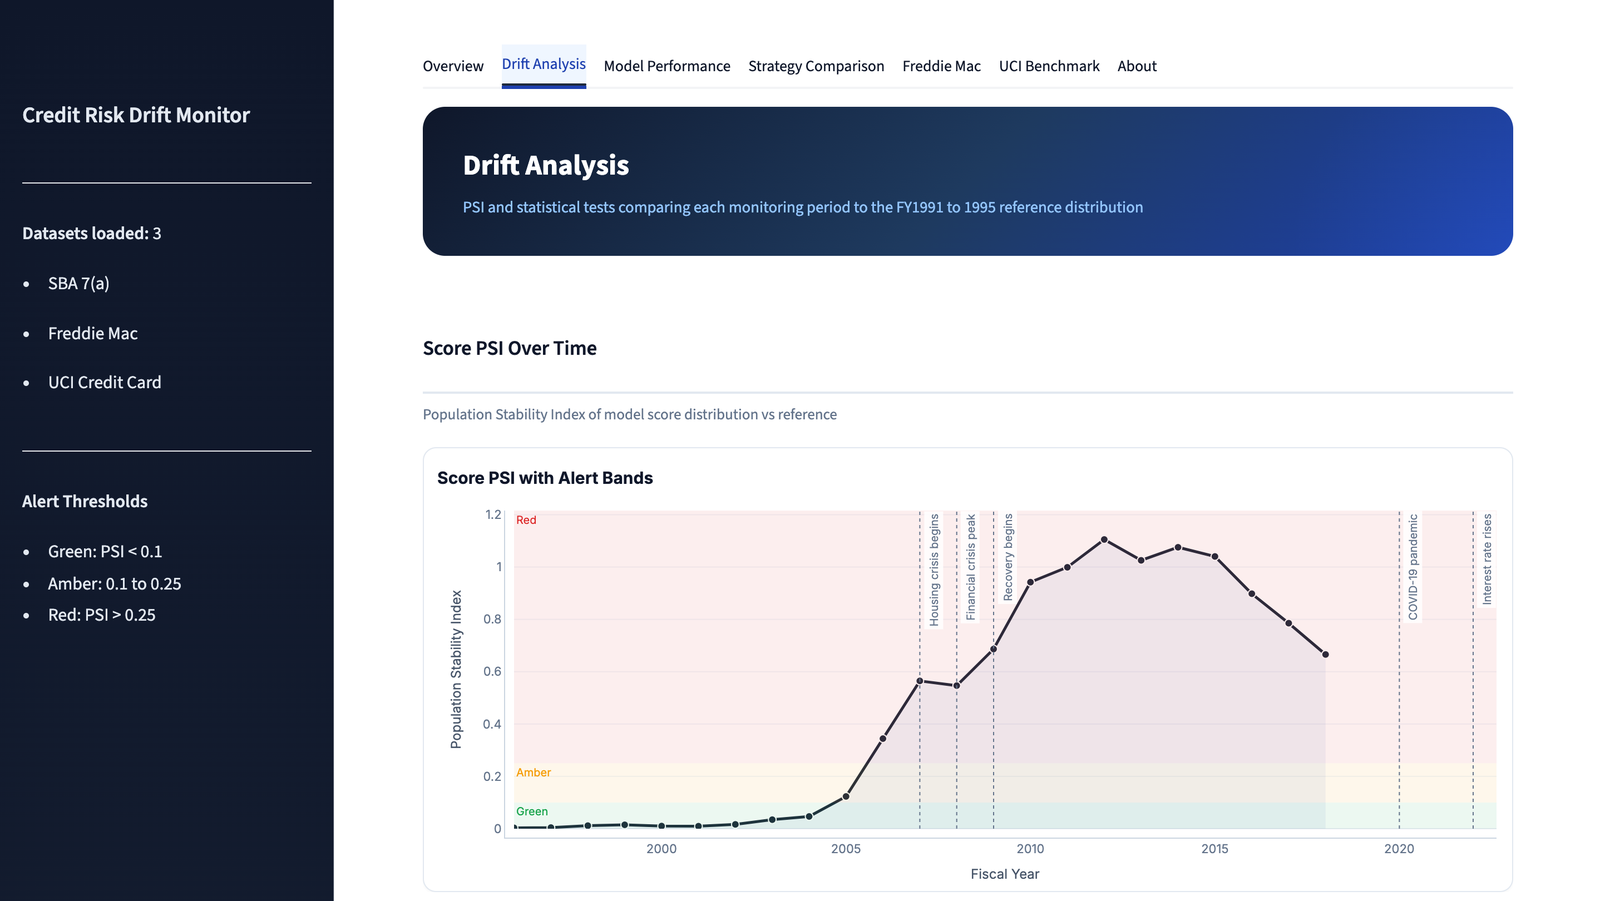 Credit Risk Drift Monitor
Datasets loaded: 3
SBA 7(a)
Freddie Mac
UCI Credit Card
Alert Thresholds
Green: PSI < 0.1
Amber: 0.1 to 0.25
Red: PSI > 0.25
Overview Drift Analysis Model Performance Strategy Comparison Freddie Mac UCI Benchmark About
Drift Analysis
PSI and statistical tests comparing each monitoring period to the FY1991 to 1995 reference distribution
Score PSI Over Time
Population Stability Index of model score distribution vs reference
Score PSI with Alert Bands
Population Stability Index
1.2
1
0.8
0.6
0.4
0.2
0
Red
Amber
Green
Housing crisis begins
Financial crisis peak
Recovery begins
COVID-19 pandemic
Interest rate rises
2000 2005 2010 2015 2020
Fiscal Year